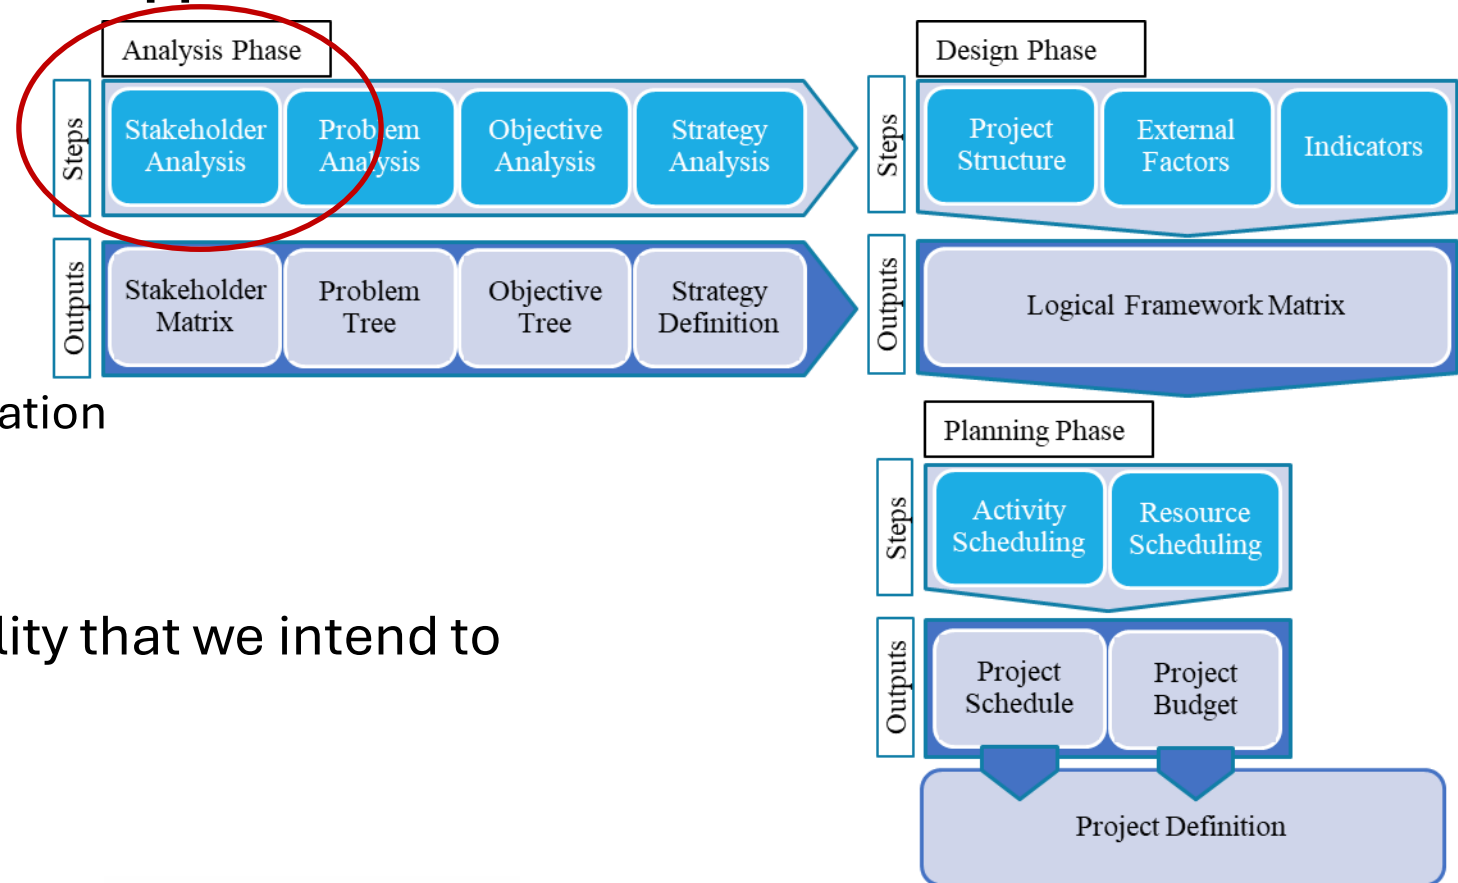 Analysis Phase
Steps
Stakeholder
Analysis
Problem
Analysis
Objective
Analysis
Strategy
Analysis
Outputs
Stakeholder
Matrix
Problem
Tree
Objective
Tree
Strategy
Definition
Design Phase
Steps
Project
Structure
External
Factors
Indicators
Outputs
Logical Framework Matrix
ation
lity that we intend to
Planning Phase
Steps
Activity
Scheduling
Resource
Scheduling
Outputs
Project
Schedule
Project
Budget
Project Definition